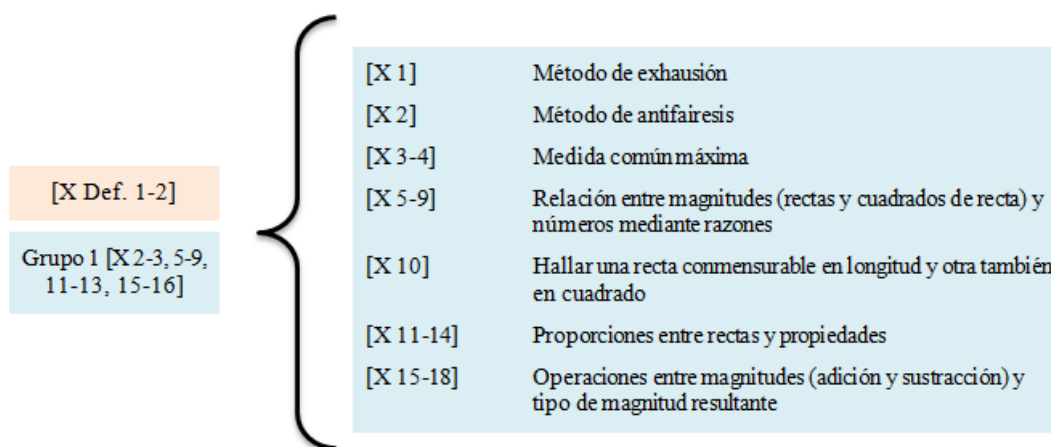 [X Def. 1-2]
Grupo 1 [X 2-3, 5-9,
11-13, 15-16]
[X 1] Método de exhausión
[X 2] Método de antifairesis
[X 3-4] Medida común máxima
[X 5-9] Relación entre magnitudes (rectas y cuadrados de recta) y
números mediante razones
[X 10] Hallar una recta conmensurable en longitud y otra también
en cuadrado
[X 11-14] Proporciones entre rectas y propiedades
[X 15-18] Operaciones entre magnitudes (adición y sustracción) y
tipo de magnitud resultante